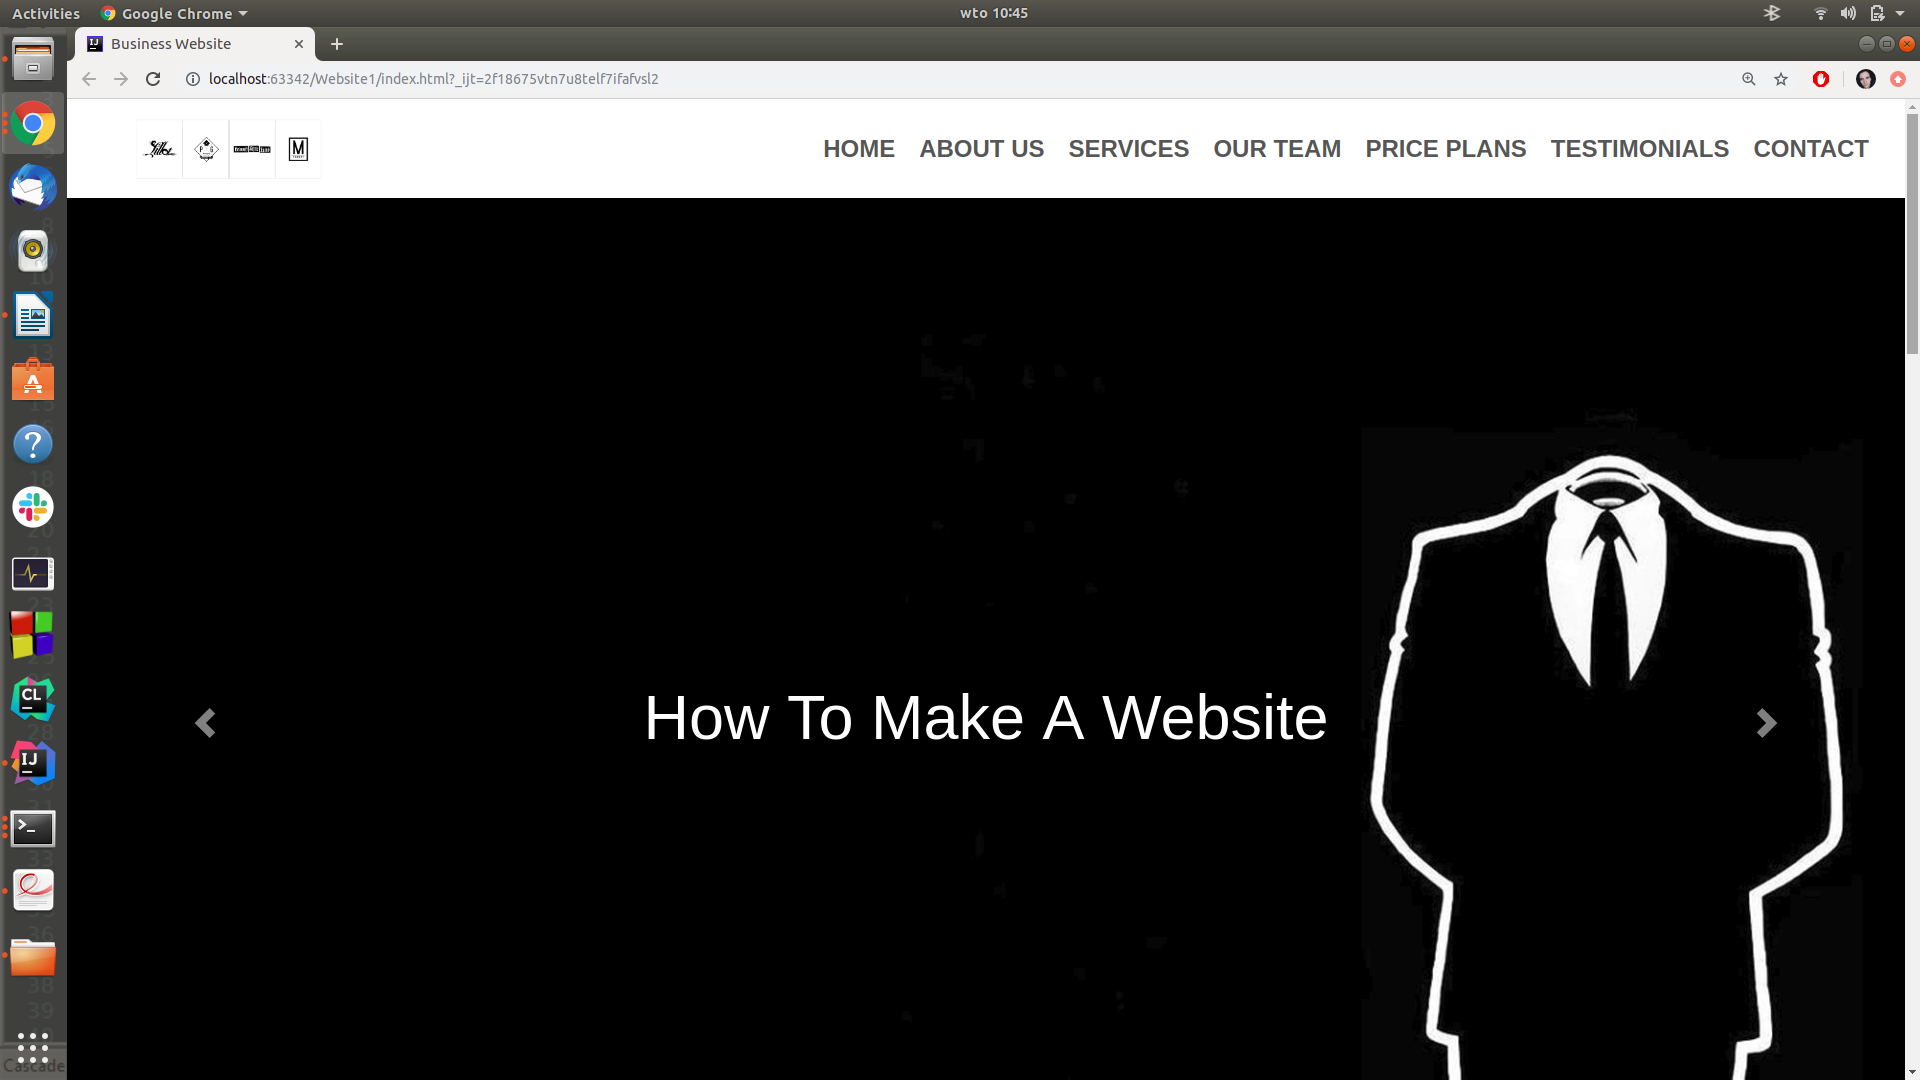 Activities Google Chrome wto 10:45
Business Website
localhost:63342/Website1/index.html?_ijt=2f18675vtn7u8telf7ifafvsl2
P G M
HOME ABOUT US SERVICES OUR TEAM PRICE PLANS TESTIMONIALS CONTACT
How To Make A Website
CL
IJ
Cascade